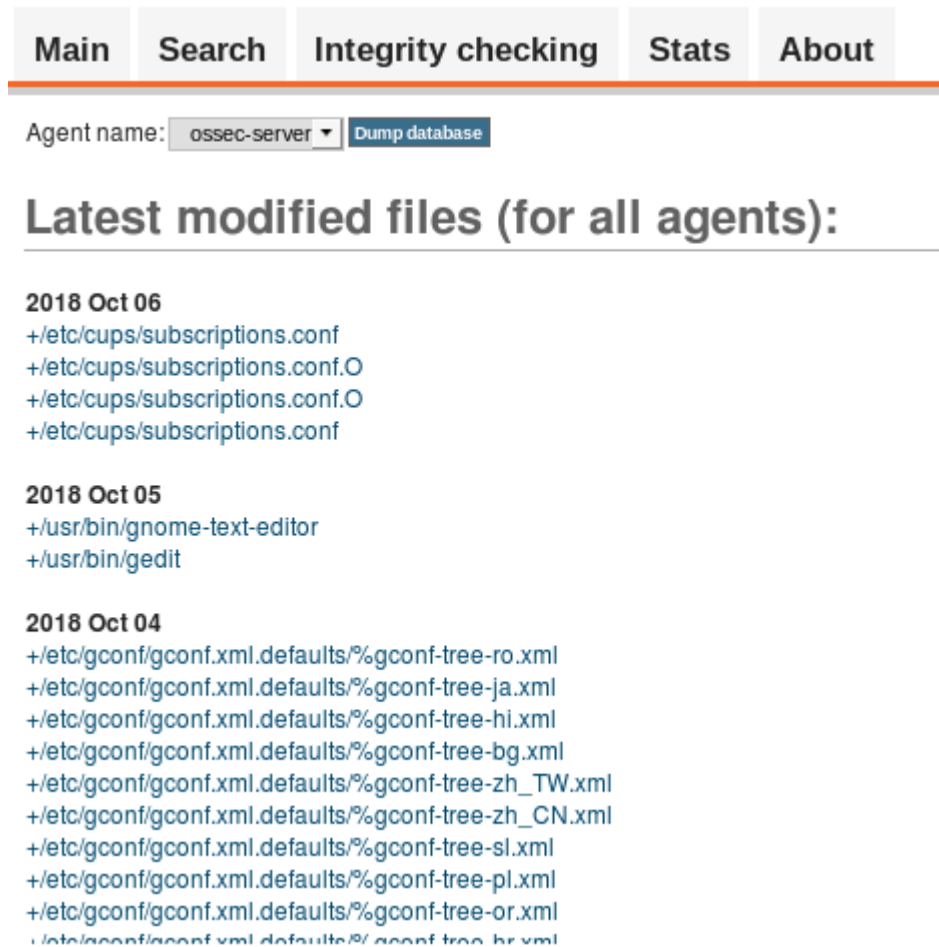 Main Search Integrity checking Stats About
Agent name: ossec-server Dump database
Latest modified files (for all agents):
2018 Oct 06
+/etc/cups/subscriptions.conf
+/etc/cups/subscriptions.conf.O
+/etc/cups/subscriptions.conf.O
+/etc/cups/subscriptions.conf
2018 Oct 05
+/usr/bin/gnome-text-editor
+/usr/bin/gedit
2018 Oct 04
+/etc/gconf/gconf.xml.defaults/%gconf-tree-ro.xml
+/etc/gconf/gconf.xml.defaults/%gconf-tree-ja.xml
+/etc/gconf/gconf.xml.defaults/%gconf-tree-hi.xml
+/etc/gconf/gconf.xml.defaults/%gconf-tree-bg.xml
+/etc/gconf/gconf.xml.defaults/%gconf-tree-zh_TW.xml
+/etc/gconf/gconf.xml.defaults/%gconf-tree-zh_CN.xml
+/etc/gconf/gconf.xml.defaults/%gconf-tree-sl.xml
+/etc/gconf/gconf.xml.defaults/%gconf-tree-pl.xml
+/etc/gconf/gconf.xml.defaults/%gconf-tree-or.xml